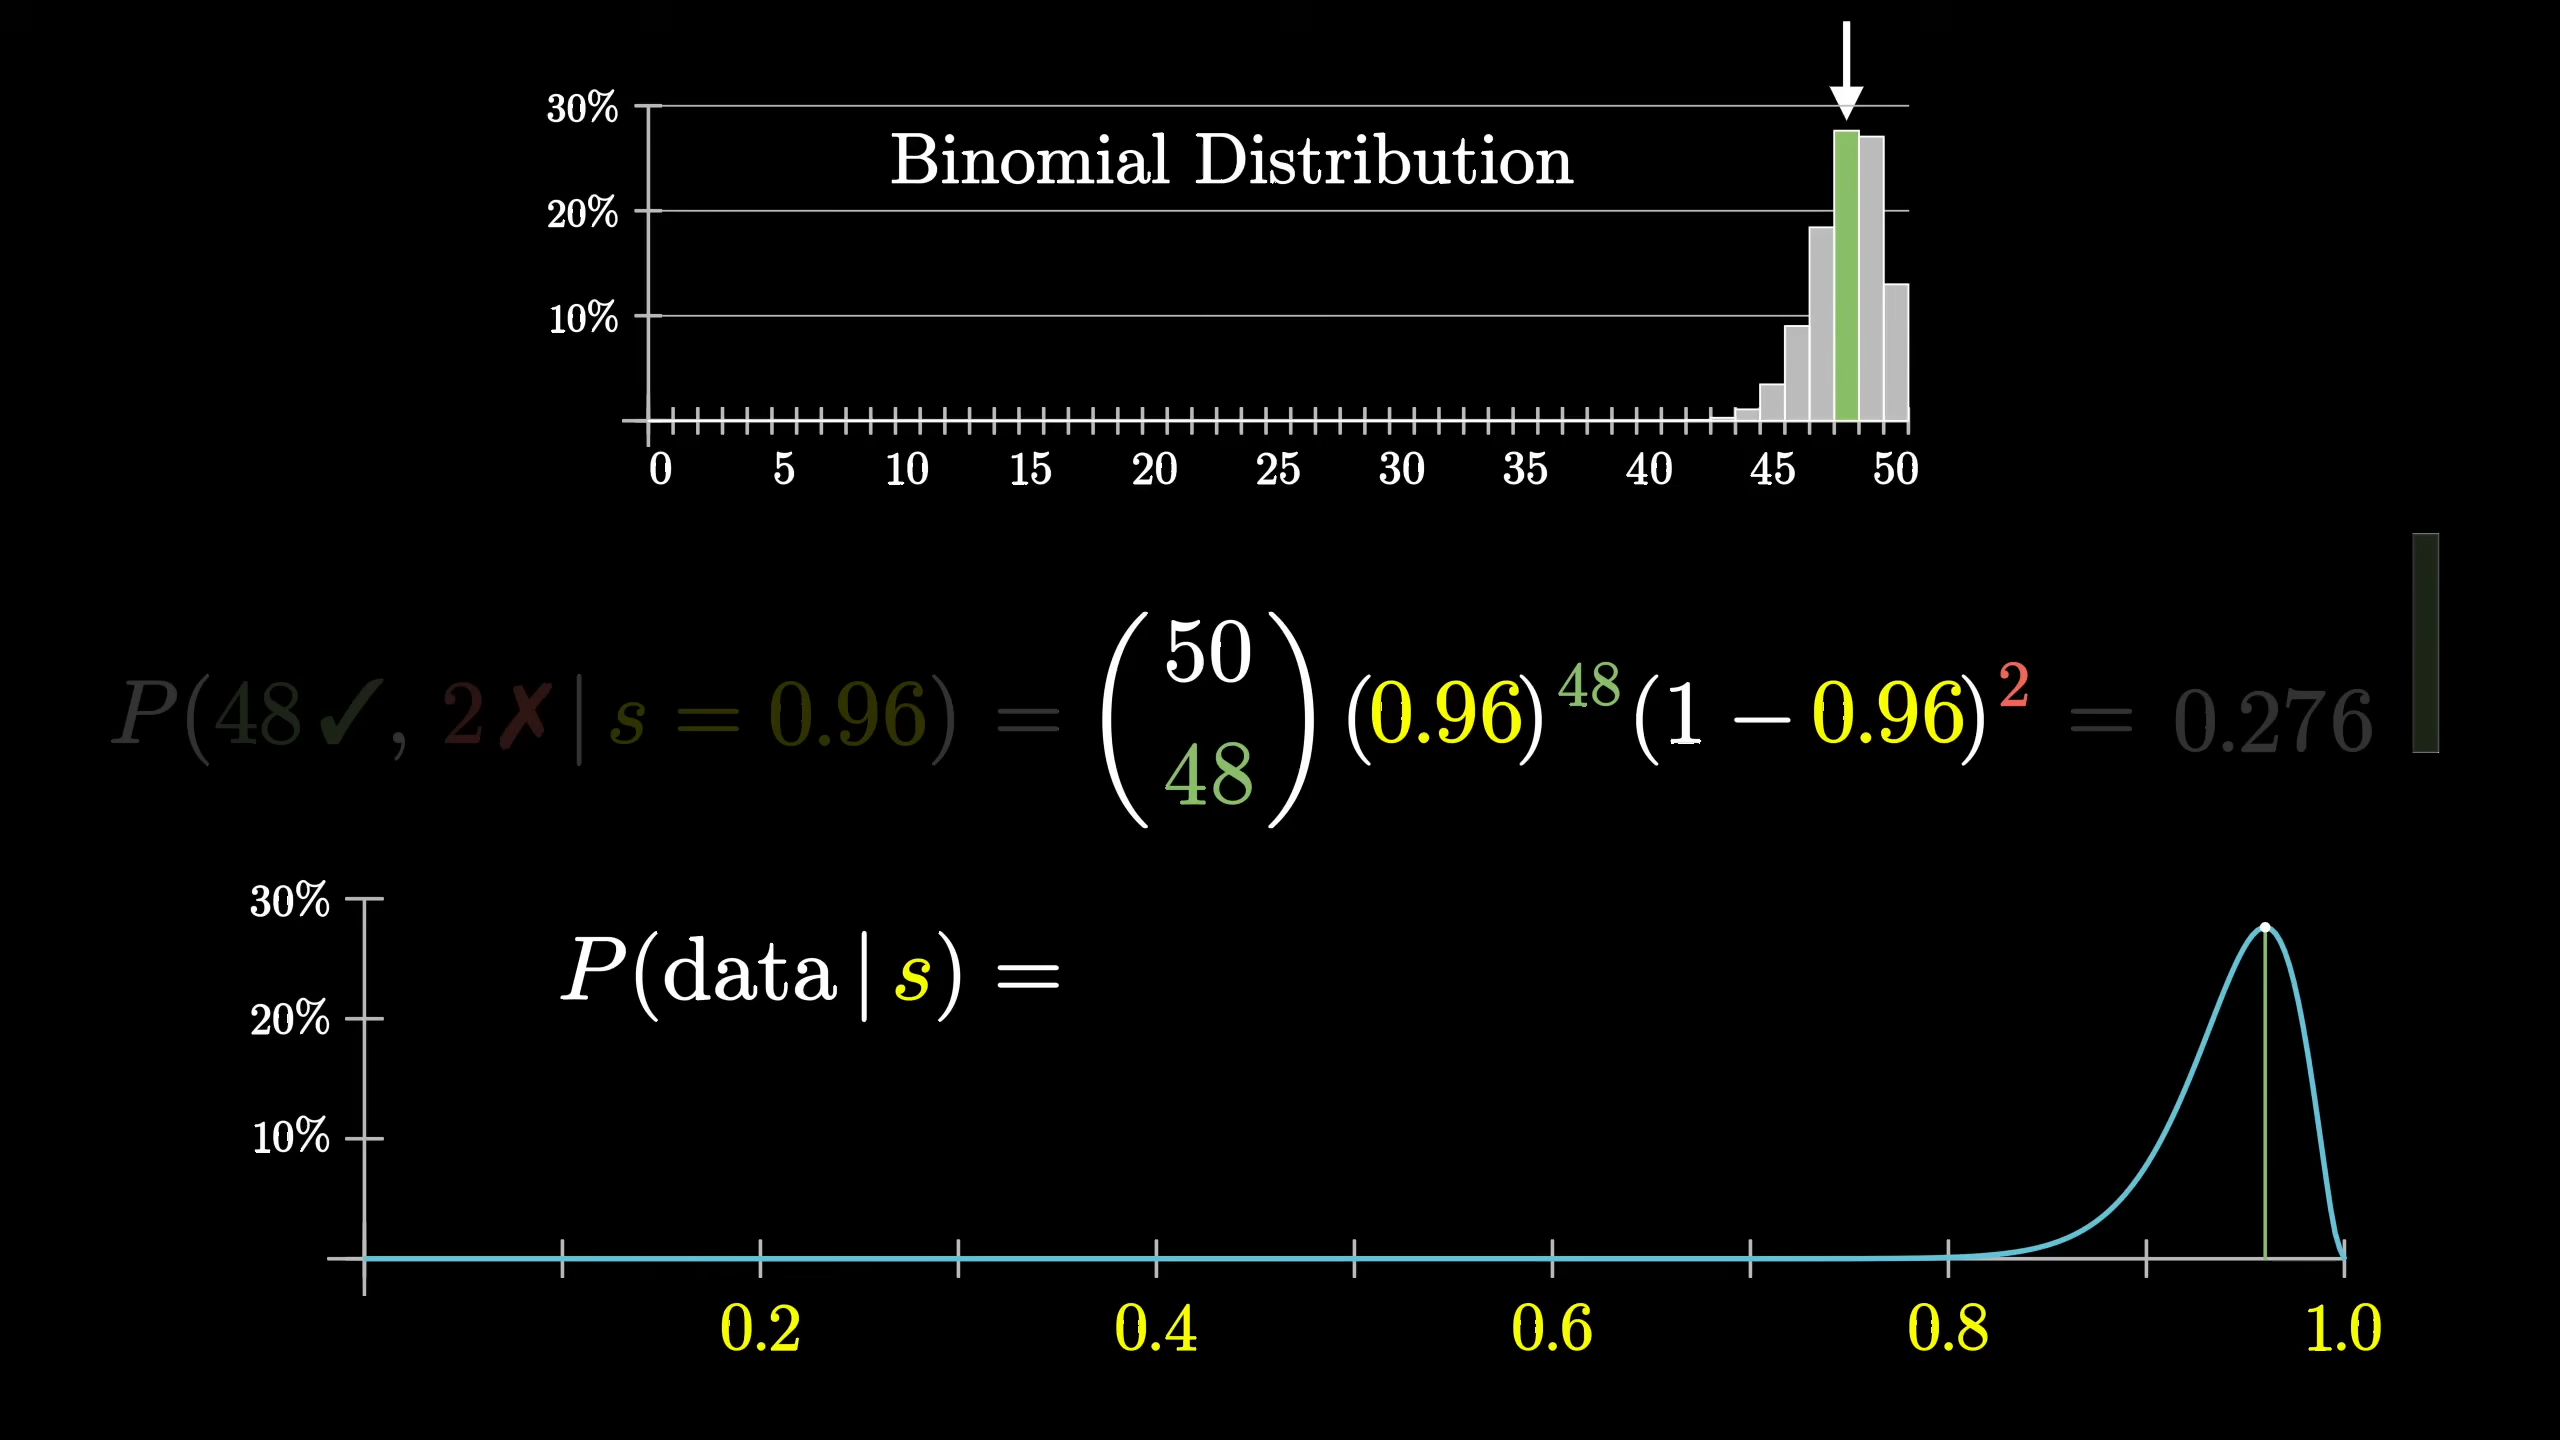 30%
Binomial Distribution
20%
10%
0 5 10 15 20 25 30 35 40 45 50
P(48✓, 2✗ | s = 0.96) = (50 48) (0.96)^48 (1 − 0.96)^2 = 0.276
30%
P(data | s) =
20%
10%
0.2 0.4 0.6 0.8 1.0